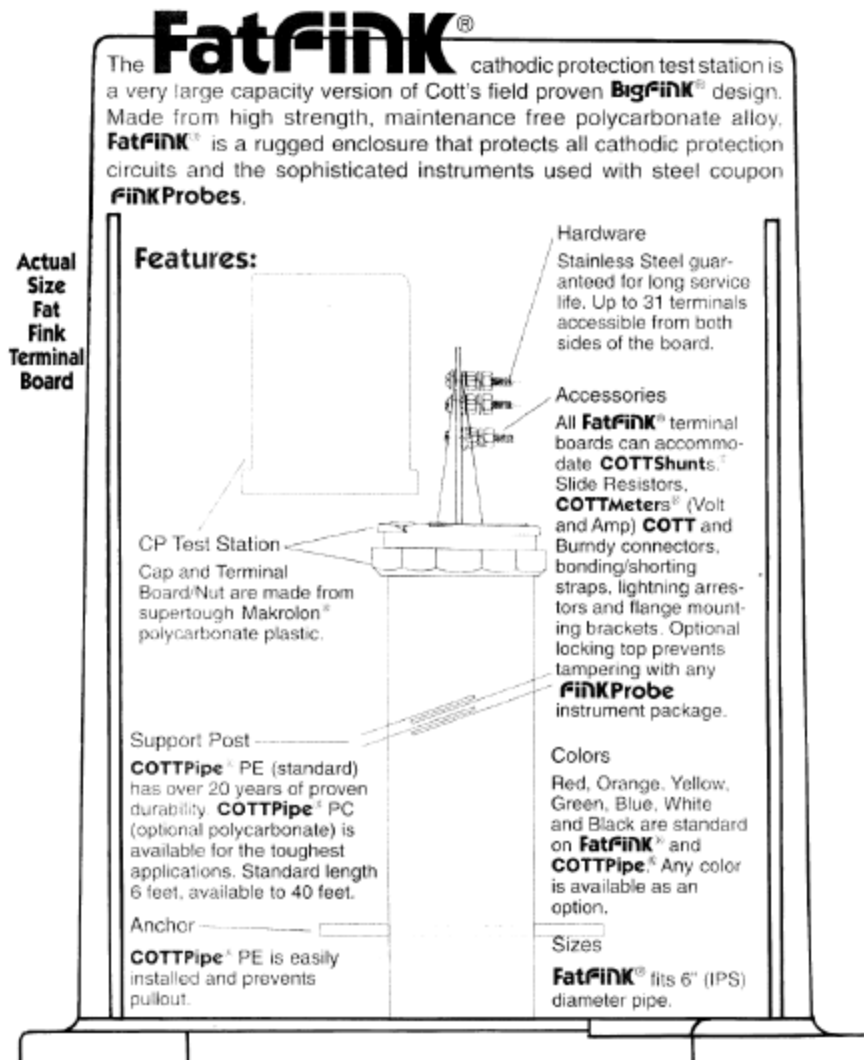 The FatFink® cathodic protection test station is
a very large capacity version of Cott's field proven BigFink® design.
Made from high strength, maintenance free polycarbonate alloy,
FatFink® is a rugged enclosure that protects all cathodic protection
circuits and the sophisticated instruments used with steel coupon
FinkProbes.
Actual
Size
Fat
Fink
Terminal
Board
Features:
CP Test Station
Cap and Terminal
Board/Nut are made from
supertough Makrolon®
polycarbonate plastic.
Support Post
COTTPipe® PE (standard)
has over 20 years of proven
durability. COTTPipe® PC
(optional polycarbonate) is
available for the toughest
applications. Standard length
6 feet, available to 40 feet.
Anchor
COTTPipe® PE is easily
installed and prevents
pullout.
Hardware
Stainless Steel guar-
anteed for long service
life. Up to 31 terminals
accessible from both
sides of the board.
Accessories
All FatFink® terminal
boards can accommo-
date COTTShunts,®
Slide Resistors,
COTTMeters® (Volt
and Amp) COTT and
Burndy connectors,
bonding/shorting
straps, lightning arres-
tors and flange mount-
ing brackets. Optional
locking top prevents
tampering with any
FinkProbe
instrument package.
Colors
Red, Orange, Yellow,
Green, Blue, White
and Black are standard
on FatFink® and
COTTPipe.® Any color
is available as an
option.
Sizes
FatFink® fits 6" (IPS)
diameter pipe.